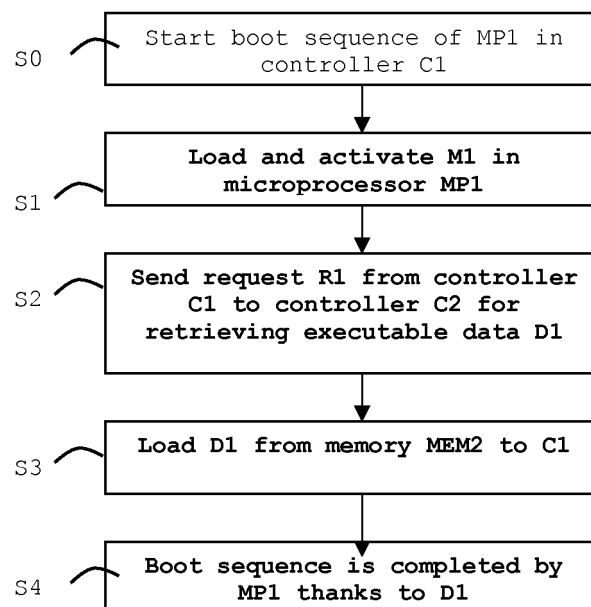 S0
Start boot sequence of MP1 in
controller C1
Load and activate M1 in
microprocessor MP1
S1
Send request R1 from controller
C1 to controller C2 for
retrieving executable data D1
S2
Load D1 from memory MEM2 to C1
S3
Boot sequence is completed by
MP1 thanks to D1
S4